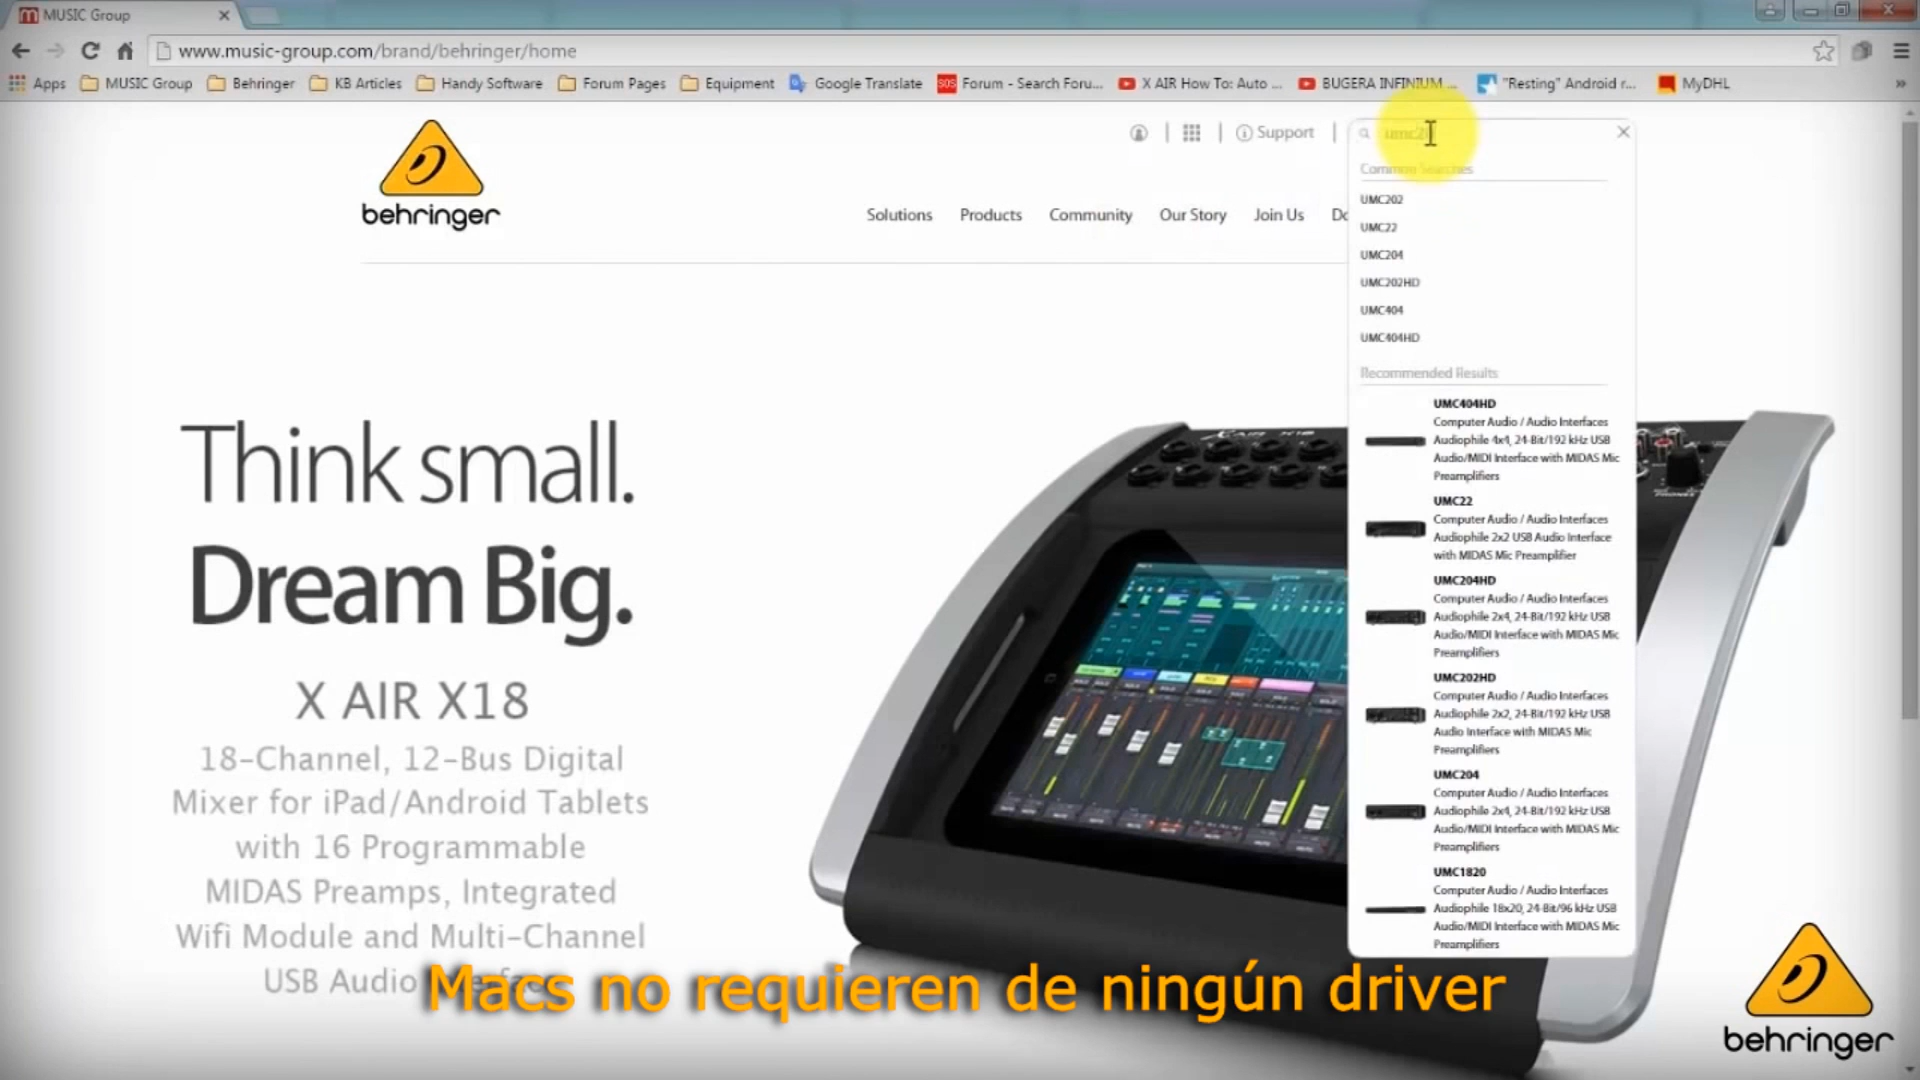 MUSIC Group
www.music-group.com/brand/behringer/home
Apps MUSIC Group Behringer KB Articles Handy Software Forum Pages Equipment Google Translate SOS Forum - Search Foru... X AIR How To: Auto ... BUGERA INFINIUM ... "Resting" Android r... MyDHL
behringer
Support
umc20
Solutions Products Community Our Story Join Us
Common Searches
UMC202
UMC22
UMC204
UMC202HD
UMC404
UMC404HD
Recommended Results
UMC404HD
Computer Audio / Audio Interfaces
Audiophile 4x4, 24-Bit/192 kHz USB
Audio/MIDI Interface with MIDAS Mic
Preamplifiers
UMC22
Computer Audio / Audio Interfaces
Audiophile 2x2 USB Audio Interface
with MIDAS Mic Preamplifier
UMC204HD
Computer Audio / Audio Interfaces
Audiophile 2x4, 24-Bit/192 kHz USB
Audio/MIDI Interface with MIDAS Mic
Preamplifiers
UMC202HD
Computer Audio / Audio Interfaces
Audiophile 2x2, 24-Bit/192 kHz USB
Audio Interface with MIDAS Mic
Preamplifiers
UMC204
Computer Audio / Audio Interfaces
Audiophile 2x4, 24-Bit/192 kHz USB
Audio/MIDI Interface with MIDAS Mic
Preamplifiers
UMC1820
Computer Audio / Audio Interfaces
Audiophile 18x20, 24-Bit/96 kHz USB
Audio/MIDI Interface with MIDAS Mic
Preamplifiers
Think small.
Dream Big.
X AIR X18
18-Channel, 12-Bus Digital
Mixer for iPad/Android Tablets
with 16 Programmable
MIDAS Preamps, Integrated
Wifi Module and Multi-Channel
USB Audio
X AIR X18
PHONES
Macs no requieren de ningún driver
behringer